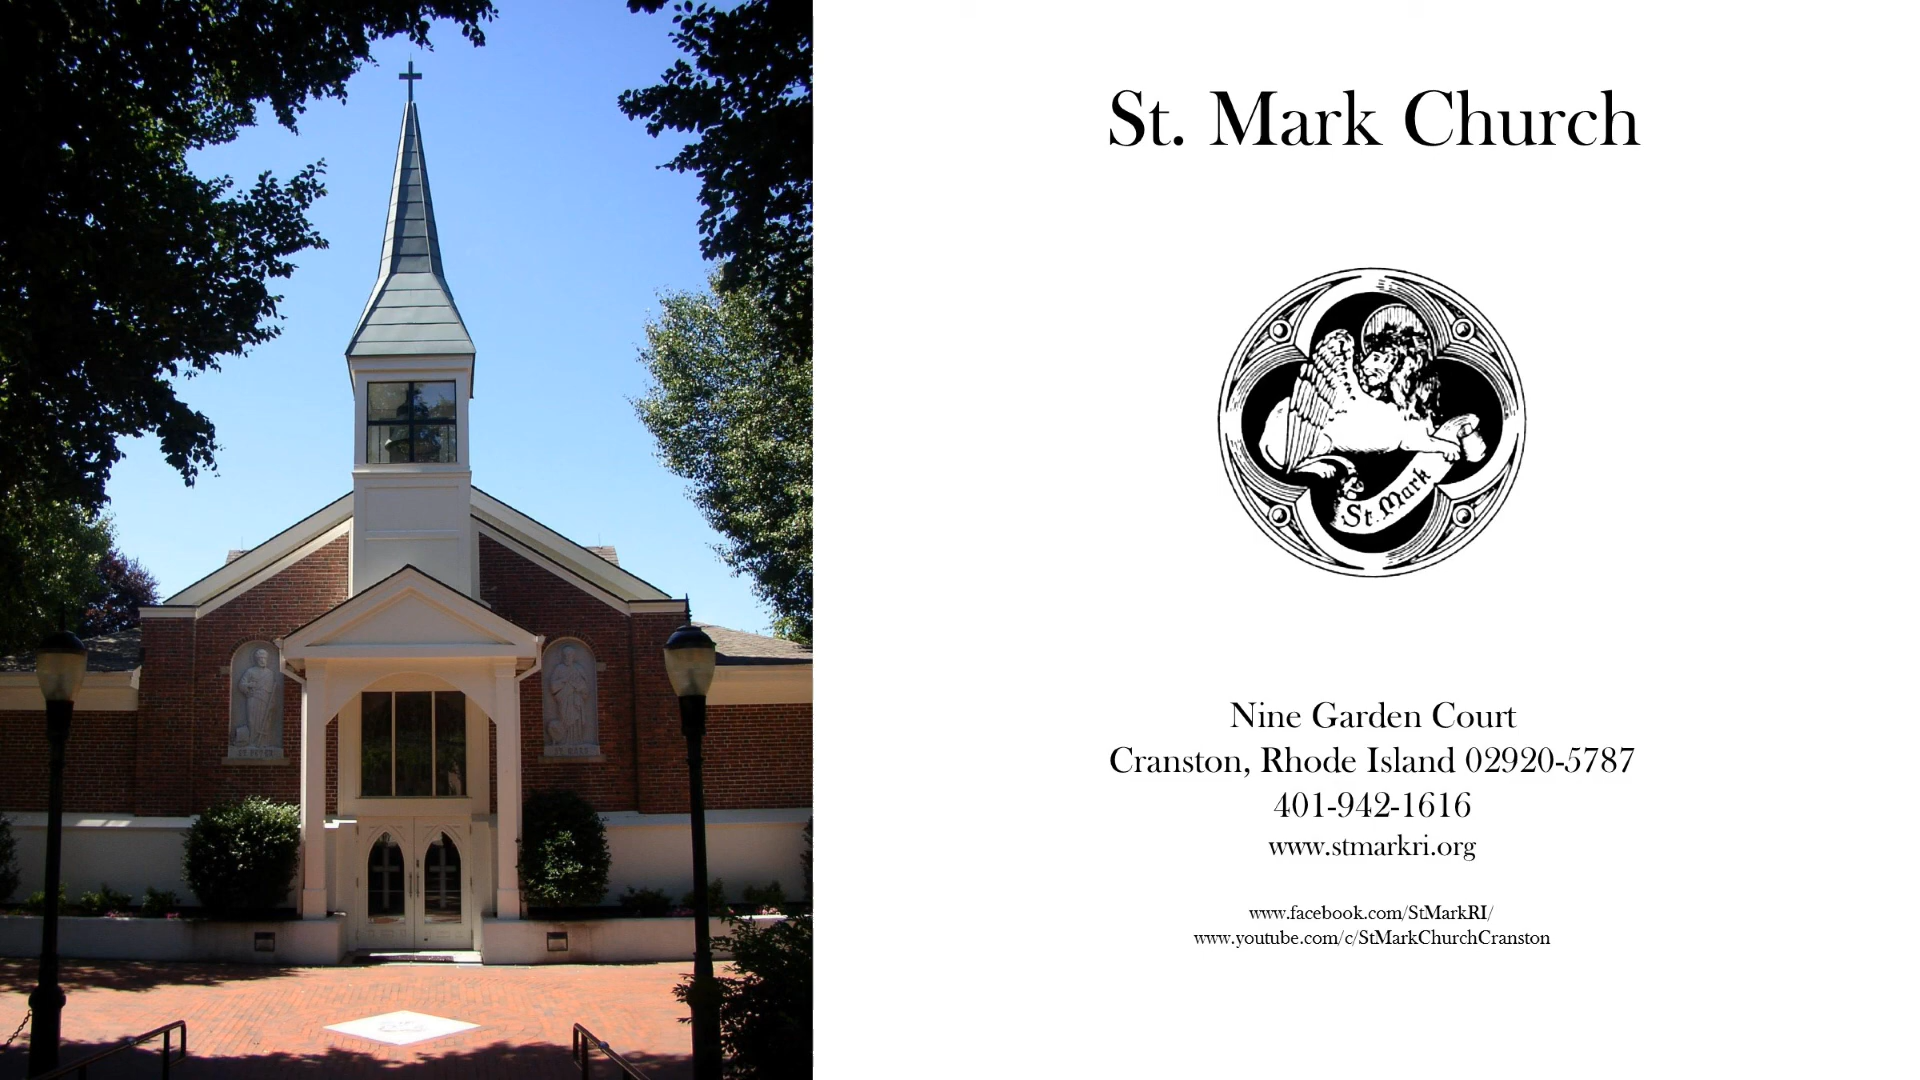 St. Mark Church
St. Mark
Nine Garden Court
Cranston, Rhode Island 02920-5787
401-942-1616
www.stmarkri.org
www.facebook.com/StMarkRI/
www.youtube.com/c/StMarkChurchCranston